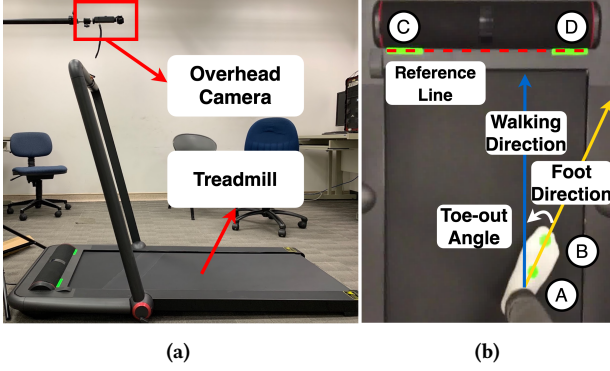 Overhead
Camera
Treadmill
(a)
C
D
Reference
Line
Walking
Direction
Foot
Direction
Toe-out
Angle
B
A
(b)